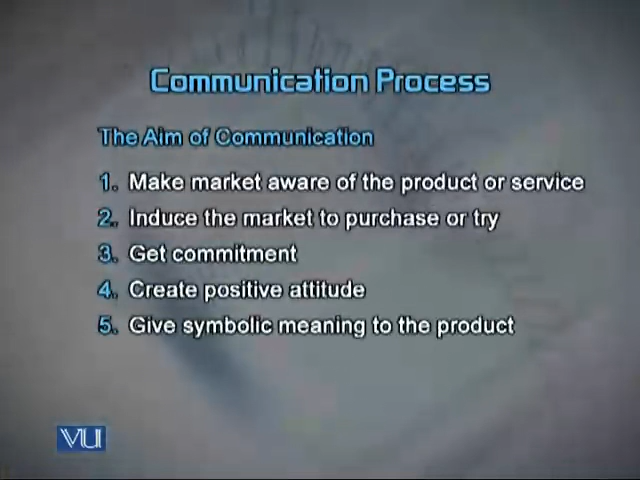 Communication Process
The Aim of Communication
1. Make market aware of the product or service
2. Induce the market to purchase or try
3. Get commitment
4. Create positive attitude
5. Give symbolic meaning to the product
VU